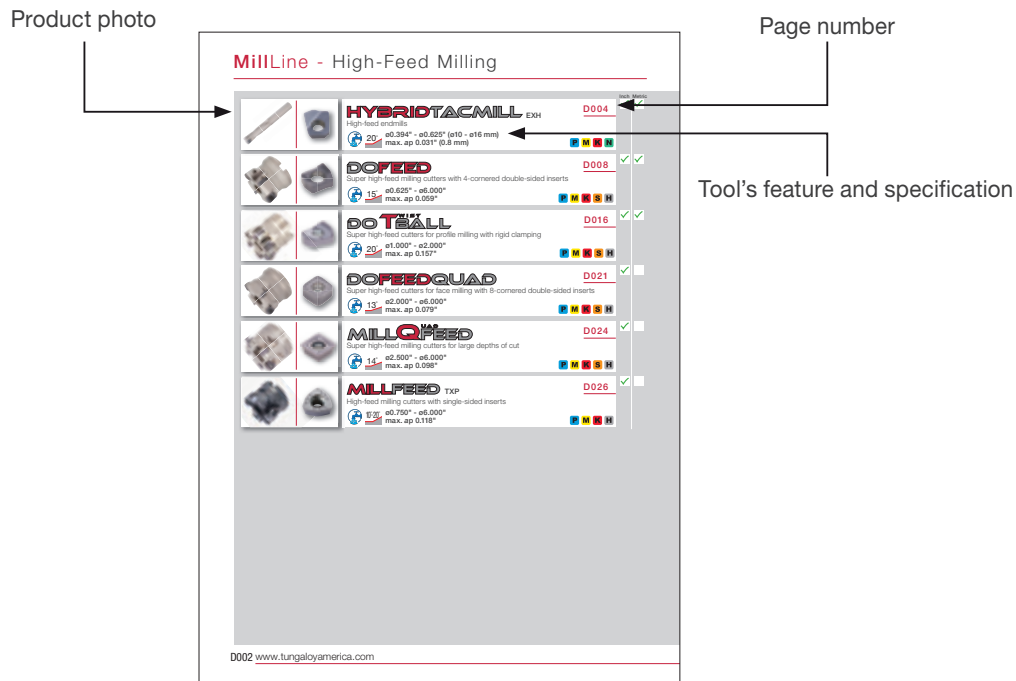 Product photo
Page number
MillLine - High-Feed Milling
Inch Metric
HYBRIDTACMILL EXH
D004
High-feed endmills
20° ø0.394" - ø0.625" (ø10 - ø16 mm)
max. ap 0.031" (0.8 mm)
P M K N
DOFEED
D008
Super high-feed milling cutters with 4-cornered double-sided inserts
15° ø0.625" - ø6.000"
max. ap 0.059"
P M K S H
Tool's feature and specification
DO TWISTBALL
D016
Super high-feed cutters for profile milling with rigid clamping
20° ø1.000" - ø2.000"
max. ap 0.157"
P M K S H
DOFEEDQUAD
D021
Super high-feed cutters for face milling with 8-cornered double-sided inserts
13° ø2.000" - ø6.000"
max. ap 0.079"
P M K S H
MILLQUADFEED
D024
Super high-feed milling cutters for large depths of cut
14° ø2.500" - ø6.000"
max. ap 0.098"
P M K S H
MILLFEED TXP
D026
High-feed milling cutters with single-sided inserts
10°-20° ø0.750" - ø6.000"
max. ap 0.118"
P M K H
D002 www.tungaloyamerica.com